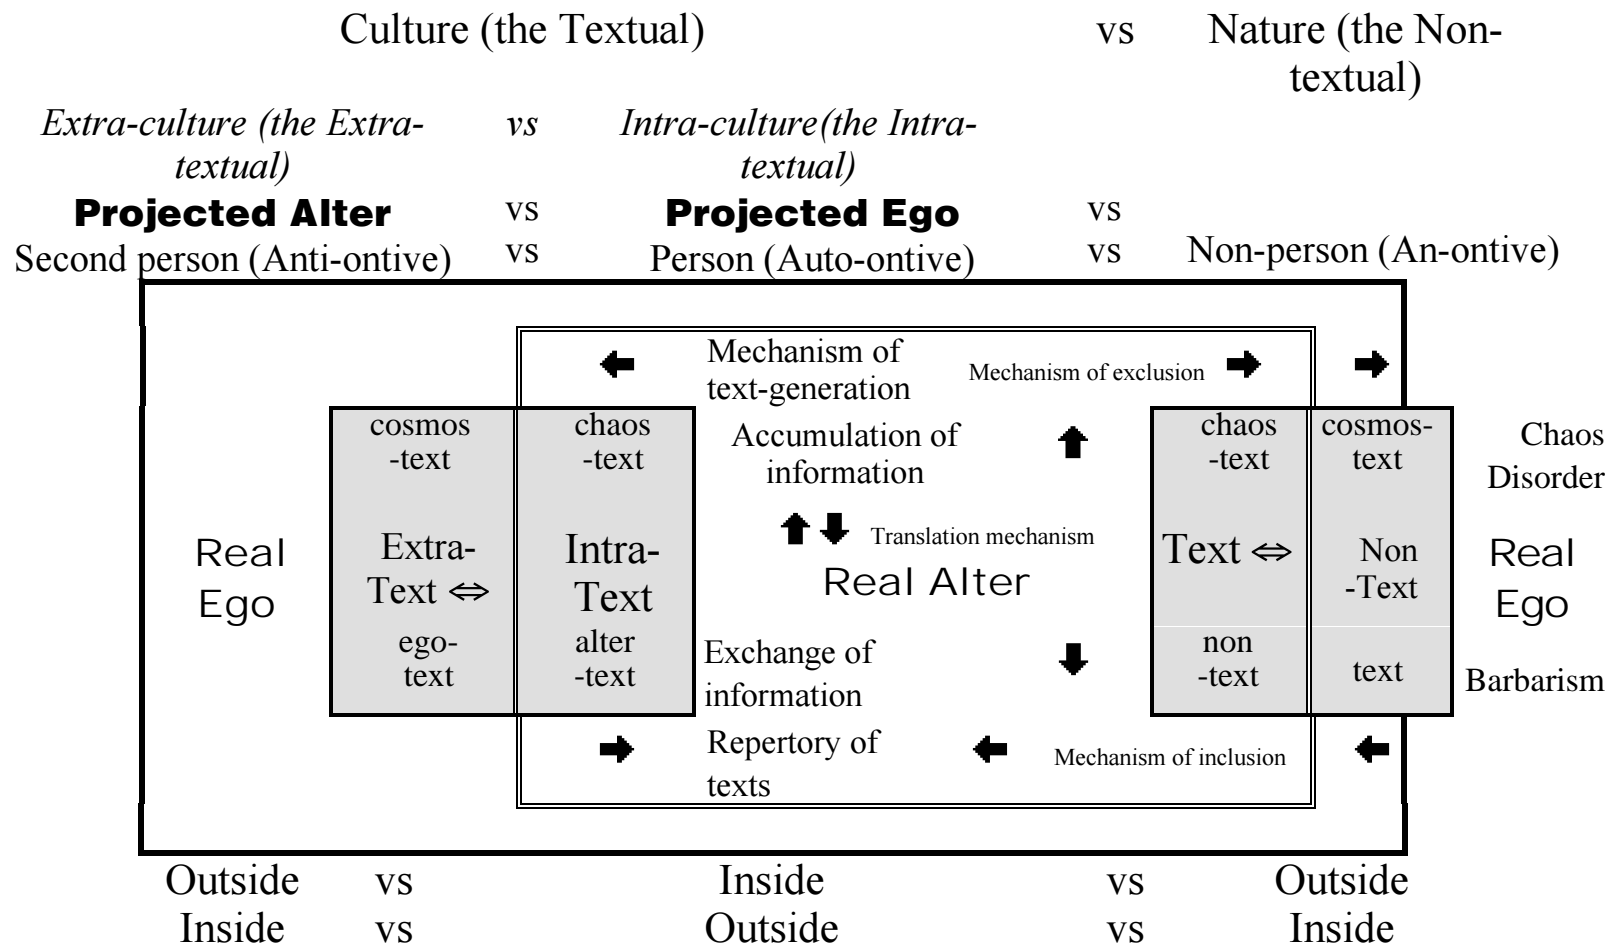 Culture (the Textual) vs Nature (the Non-
textual)
Extra-culture (the Extra- vs Intra-culture(the Intra-
textual) textual)
Projected Alter vs Projected Ego vs
Second person (Anti-ontive) vs Person (Auto-ontive) vs Non-person (An-ontive)
Mechanism of
text-generation
Mechanism of exclusion
cosmos
-text
chaos
-text
Accumulation of
information
chaos
-text
cosmos-
text
Chaos
Disorder
Real
Ego
Extra-
Text ⇔
Intra-
Text
Translation mechanism
Real Alter
Text ⇔
Non
-Text
Real
Ego
ego-
text
alter
-text
Exchange of
information
non
-text
text
Barbarism
Repertory of
texts
Mechanism of inclusion
Outside vs Inside vs Outside
Inside vs Outside vs Inside